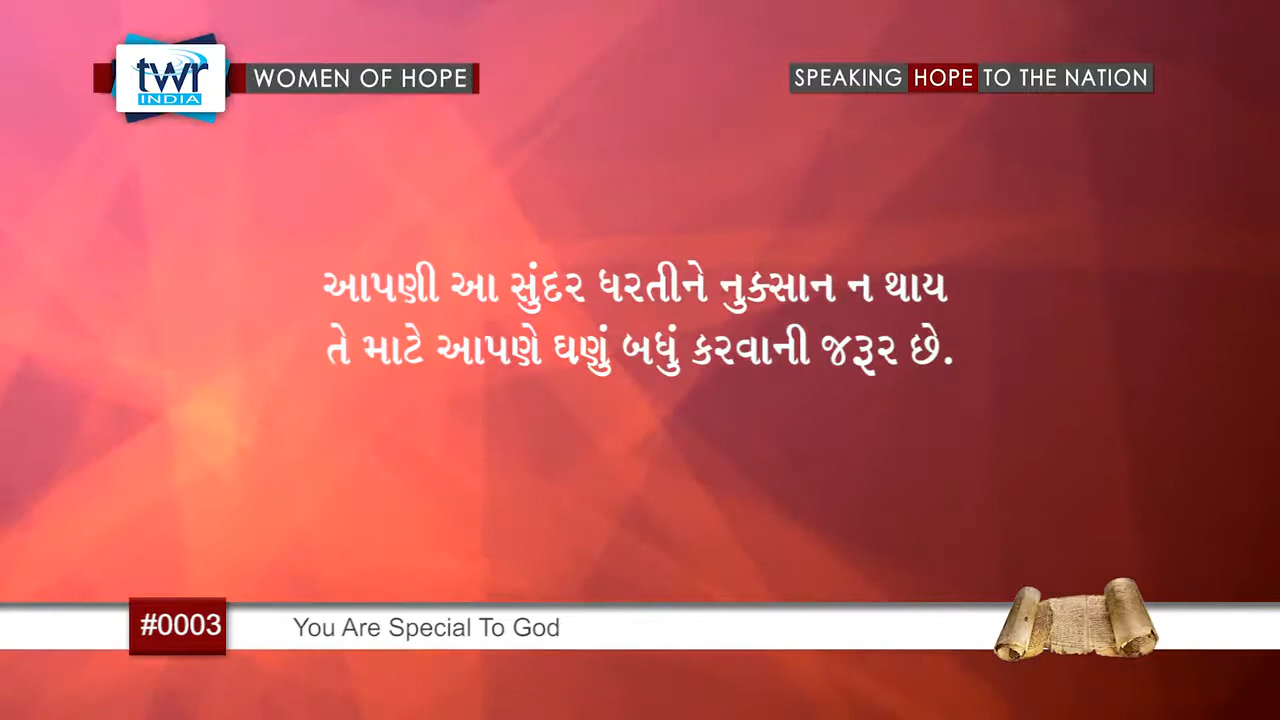 twr
INDIA
WOMEN OF HOPE
SPEAKING HOPE TO THE NATION
આપણી આ સુંદર ધરતીને નુક્સાન ન થાય
તે માટે આપણે ઘણું બધું કરવાની જરૂર છે.
#0003
You Are Special To God